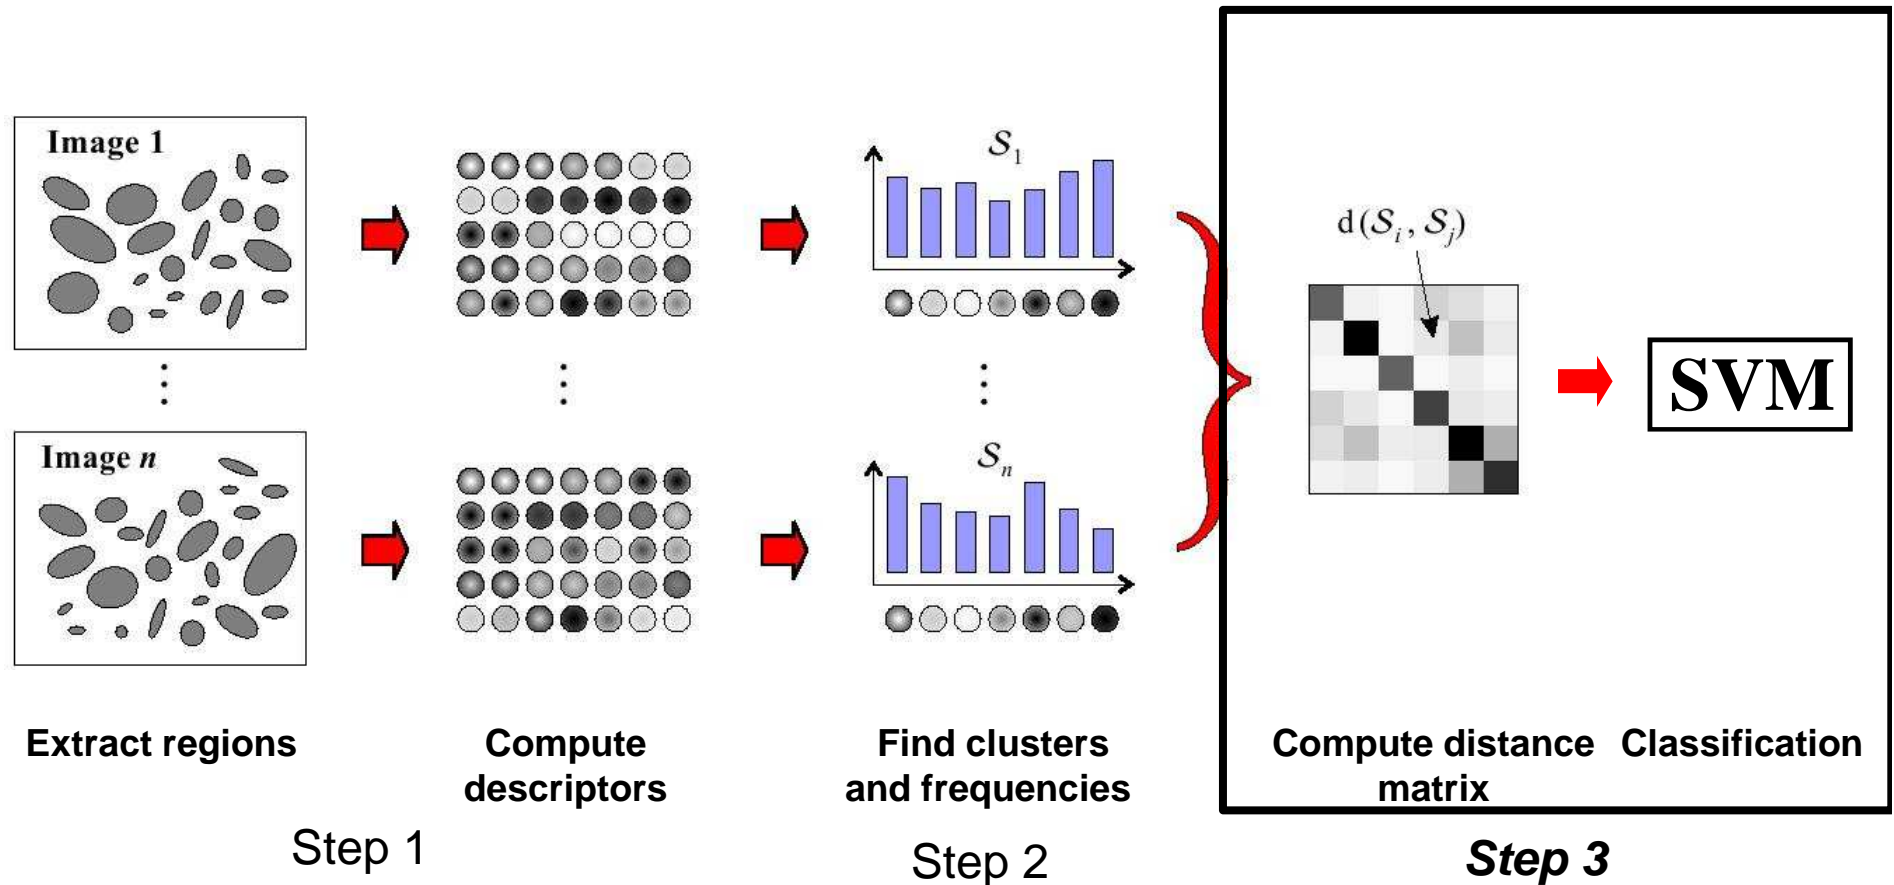 Image 1
S1
d(Si, Sj)
SVM
Image n
Sn
Extract regions
Compute
descriptors
Find clusters
and frequencies
Compute distance
matrix
Classification
Step 1
Step 2
Step 3